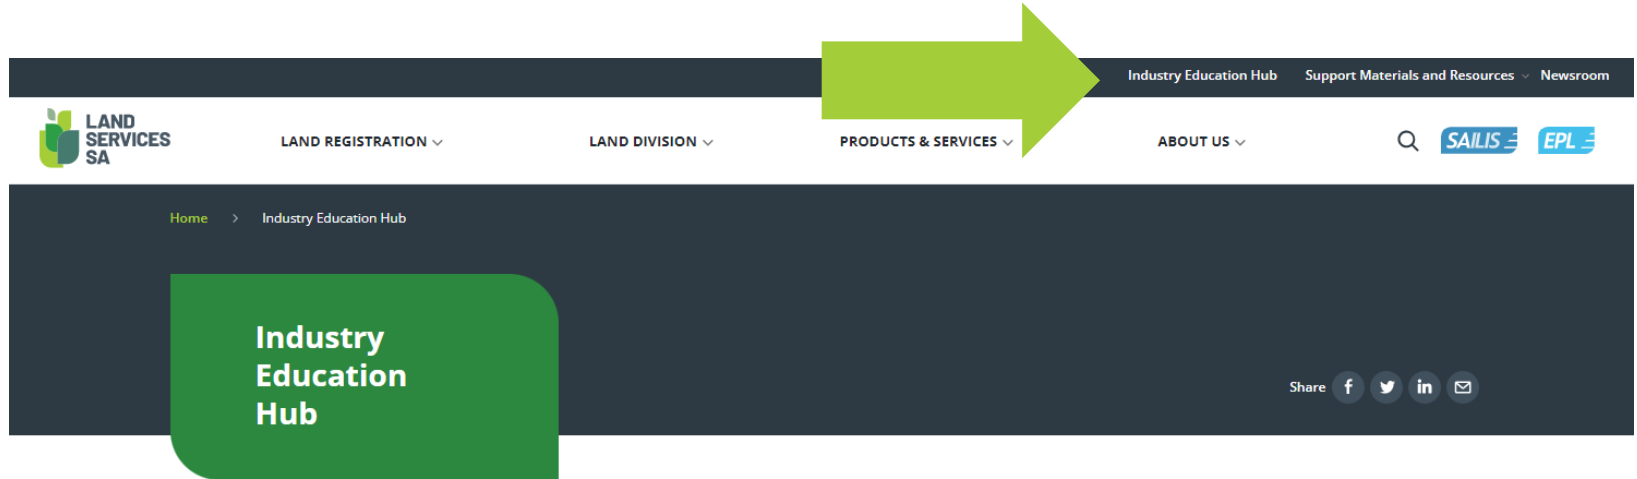 Industry Education Hub Support Materials and Resources Newsroom
LAND
SERVICES
SA
LAND REGISTRATION LAND DIVISION PRODUCTS & SERVICES ABOUT US SAILIS EPL
Home > Industry Education Hub
Industry
Education
Hub
Share f in